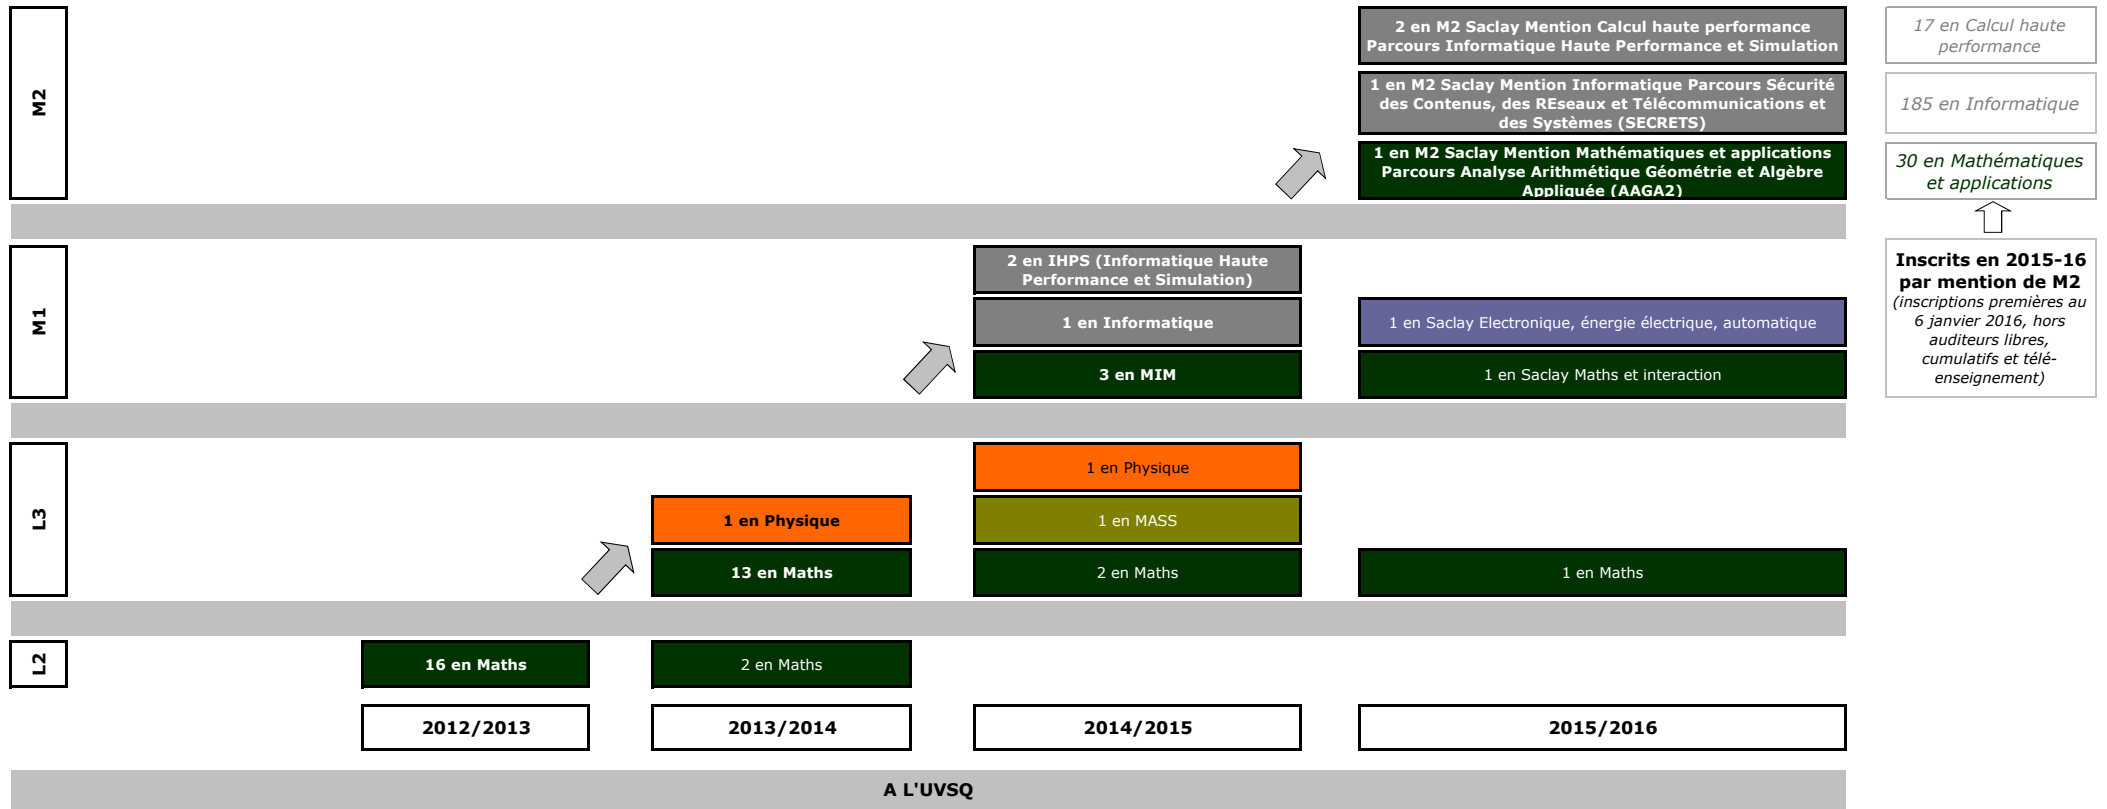 M2
2 en M2 Saclay Mention Calcul haute performance
Parcours Informatique Haute Performance et Simulation
17 en Calcul haute
performance
1 en M2 Saclay Mention Informatique Parcours Sécurité
des Contenus, des REseaux et Télécommunications et
des Systèmes (SECRETS)
185 en Informatique
1 en M2 Saclay Mention Mathématiques et applications
Parcours Analyse Arithmétique Géométrie et Algèbre
Appliquée (AAGA2)
30 en Mathématiques
et applications
M1
2 en IHPS (Informatique Haute
Performance et Simulation)
1 en Informatique
1 en Saclay Electronique, énergie électrique, automatique
3 en MIM
1 en Saclay Maths et interaction
Inscrits en 2015-16
par mention de M2
(inscriptions premières au
6 janvier 2016, hors
auditeurs libres,
cumulatifs et télé-
enseignement)
L3
1 en Physique
1 en Physique
1 en MASS
13 en Maths
2 en Maths
1 en Maths
L2
16 en Maths
2 en Maths
2012/2013
2013/2014
2014/2015
2015/2016
A L'UVSQ